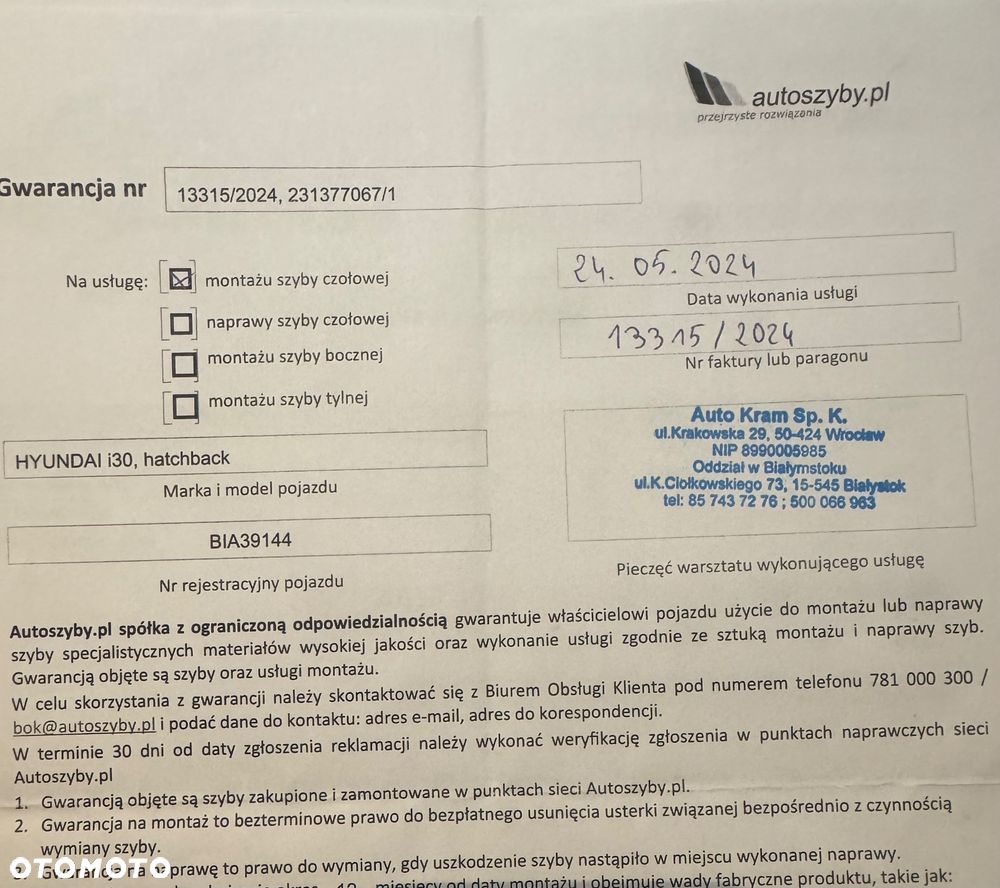 autoszyby.pl
przejrzyste rozwiązania
Gwarancja nr
13315/2024, 231377067/1
Na usługę:
montażu szyby czołowej
naprawy szyby czołowej
montażu szyby bocznej
montażu szyby tylnej
24. 05. 2024
Data wykonania usługi
13315/2024
Nr faktury lub paragonu
HYUNDAI i30, hatchback
Marka i model pojazdu
BIA39144
Nr rejestracyjny pojazdu
Auto Kram Sp. K.
ul.Krakowska 29, 50-424 Wrocław
NIP 8990005985
Oddział w Białymstoku
ul.K.Ciołkowskiego 73, 15-545 Białystok
tel: 85 743 72 76 ; 500 066 963
Pieczęć warsztatu wykonującego usługę
Autoszyby.pl spółka z ograniczoną odpowiedzialnością gwarantuje właścicielowi pojazdu użycie do montażu lub naprawy
szyby specjalistycznych materiałów wysokiej jakości oraz wykonanie usługi zgodnie ze sztuką montażu i naprawy szyb.
Gwarancją objęte są szyby oraz usługi montażu.
W celu skorzystania z gwarancji należy skontaktować się z Biurem Obsługi Klienta pod numerem telefonu 781 000 300 /
bok@autoszyby.pl i podać dane do kontaktu: adres e-mail, adres do korespondencji.
W terminie 30 dni od daty zgłoszenia reklamacji należy wykonać weryfikację zgłoszenia w punktach naprawczych sieci
Autoszyby.pl
1. Gwarancją objęte są szyby zakupione i zamontowane w punktach sieci Autoszyby.pl.
2. Gwarancja na montaż to bezterminowe prawo do bezpłatnego usunięcia usterki związanej bezpośrednio z czynnością
wymiany szyby.
3. Gwarancja na naprawę to prawo do wymiany, gdy uszkodzenie szyby nastąpiło w miejscu wykonanej naprawy.
miesięcy od daty montażu i obejmuje wady fabryczne produktu, takie jak:
OTOMOTO